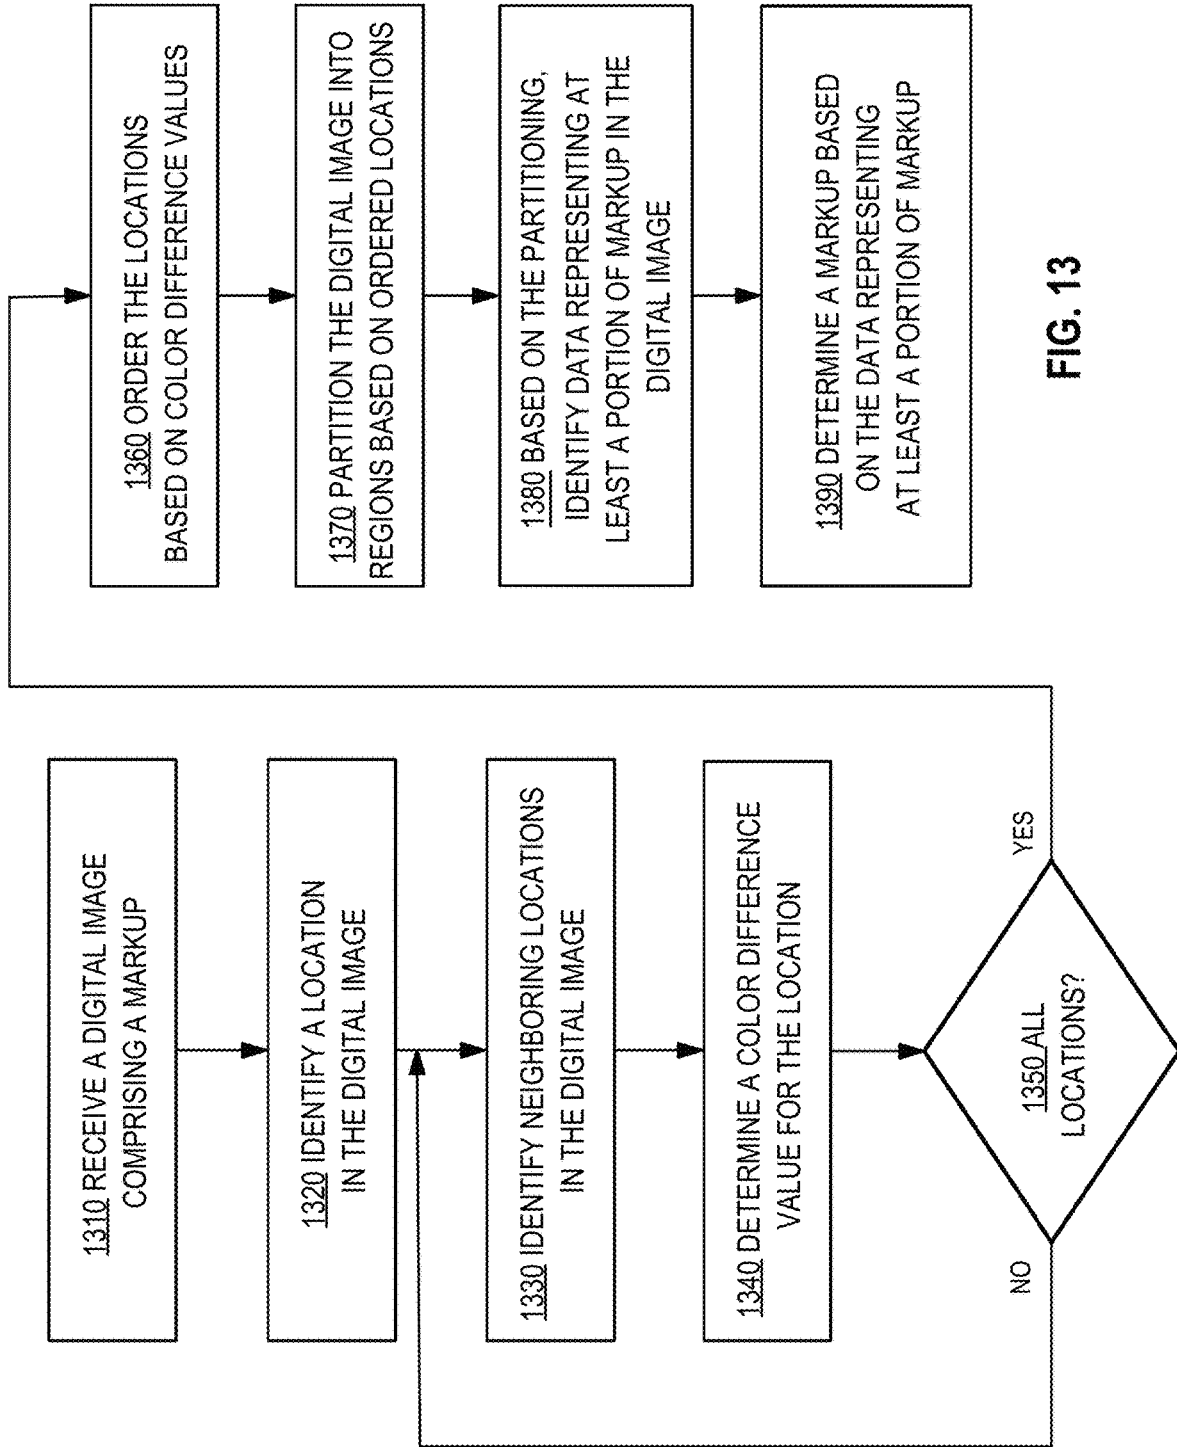 1310 RECEIVE A DIGITAL IMAGE
COMPRISING A MARKUP
1320 IDENTIFY A LOCATION
IN THE DIGITAL IMAGE
1330 IDENTIFY NEIGHBORING LOCATIONS
IN THE DIGITAL IMAGE
1340 DETERMINE A COLOR DIFFERENCE
VALUE FOR THE LOCATION
1350 ALL
LOCATIONS?
NO
YES
1360 ORDER THE LOCATIONS
BASED ON COLOR DIFFERENCE VALUES
1370 PARTITION THE DIGITAL IMAGE INTO
REGIONS BASED ON ORDERED LOCATIONS
1380 BASED ON THE PARTITIONING,
IDENTIFY DATA REPRESENTING AT
LEAST A PORTION OF MARKUP IN THE
DIGITAL IMAGE
1390 DETERMINE A MARKUP BASED
ON THE DATA REPRESENTING
AT LEAST A PORTION OF MARKUP
FIG. 13